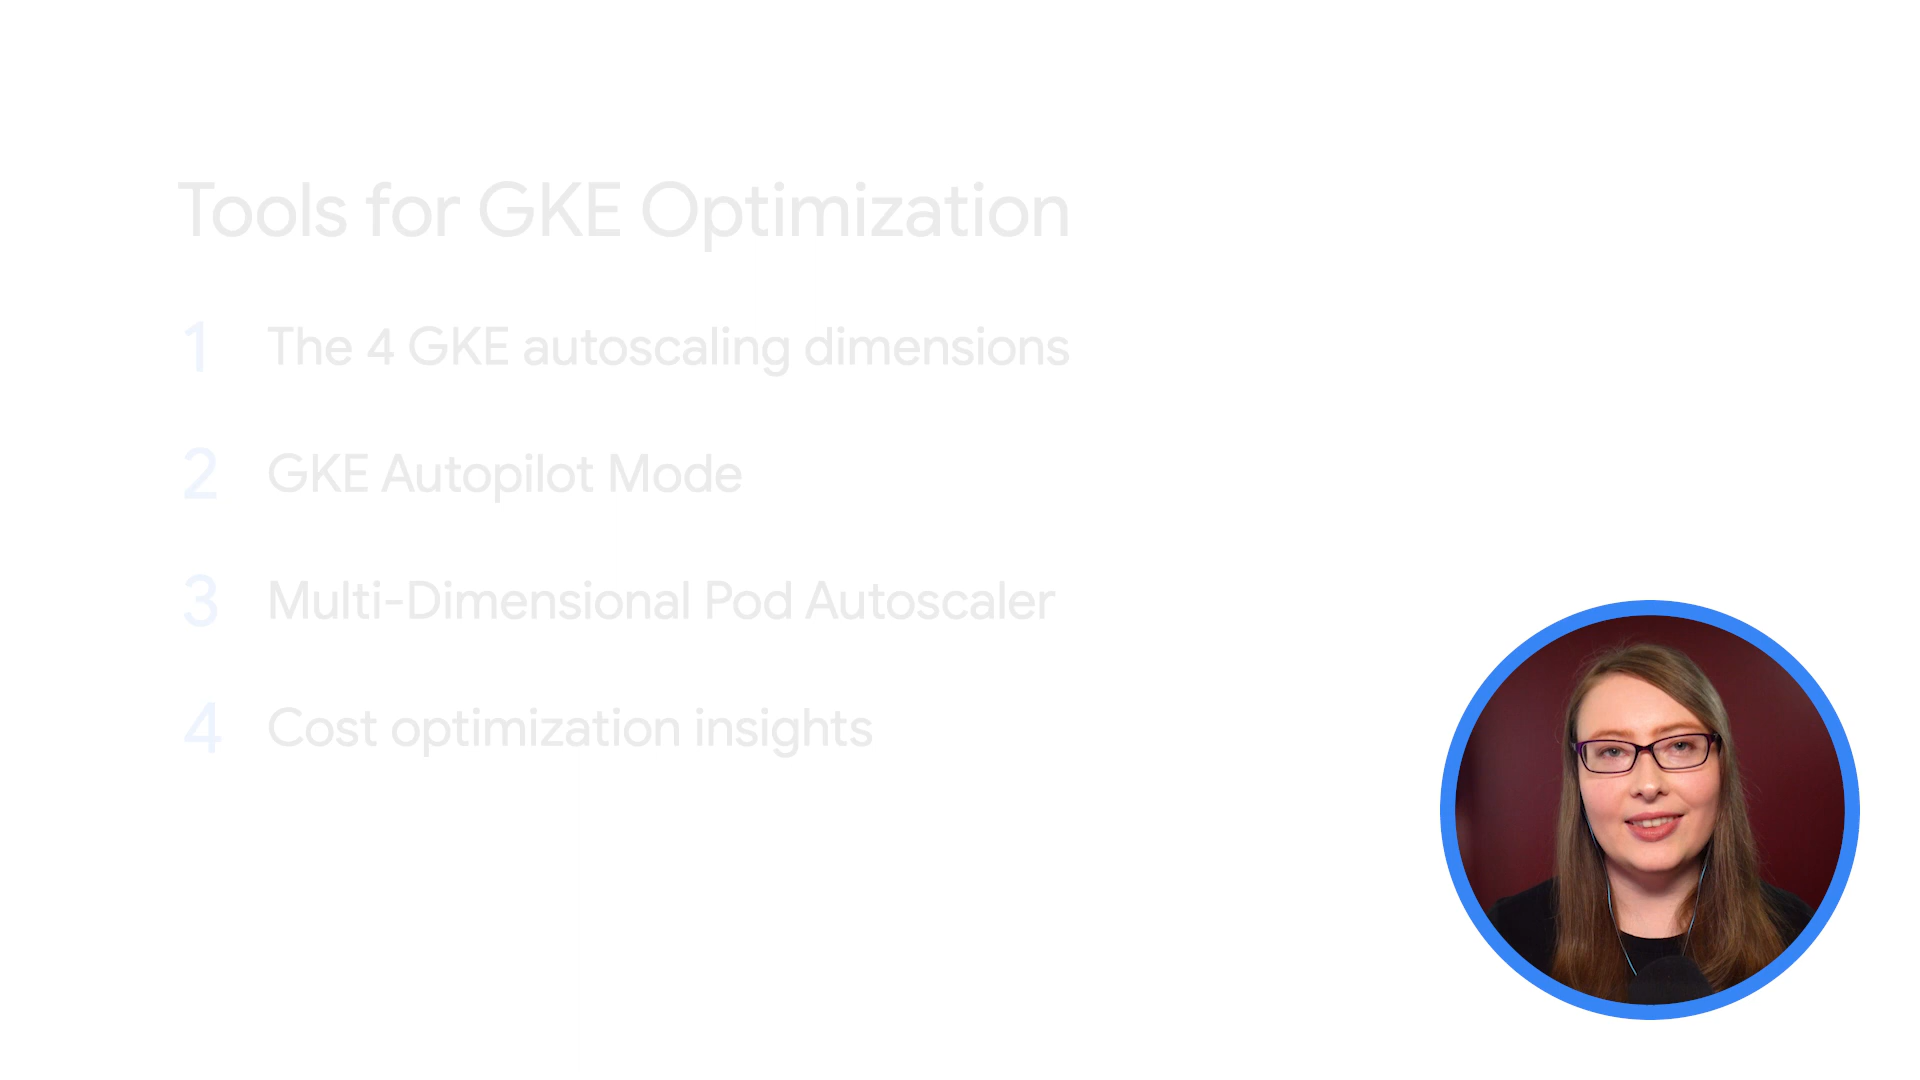 Tools for GKE Optimization
1 The 4 GKE autoscaling dimensions
2 GKE Autopilot Mode
3 Multi-Dimensional Pod Autoscaler
4 Cost optimization insights